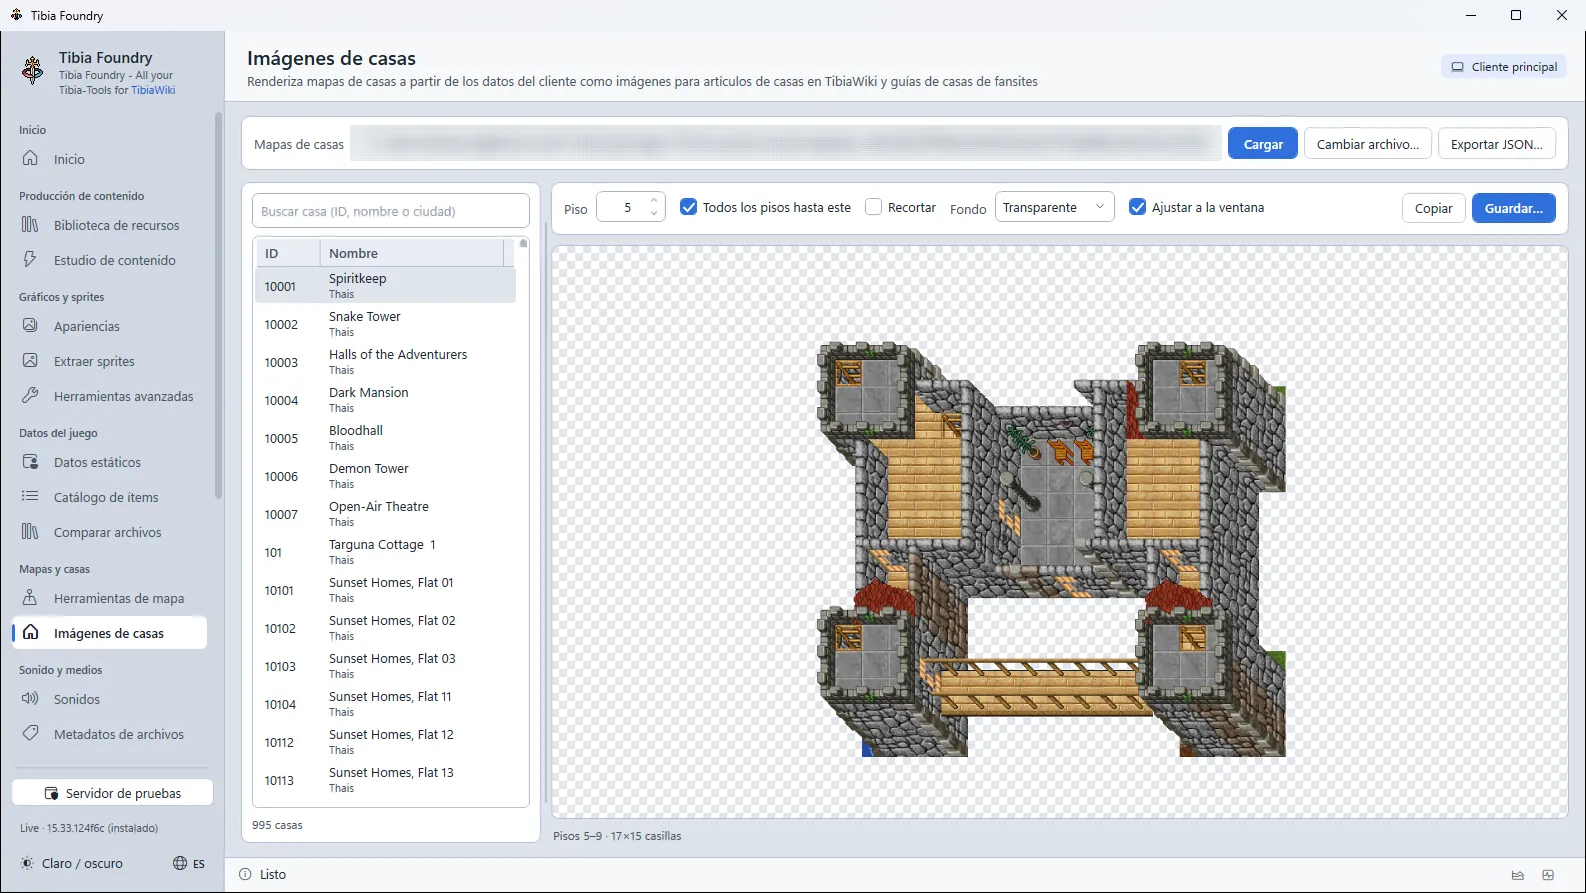 Tibia Foundry
Tibia Foundry
Tibia Foundry - All your
Tibia-Tools for TibiaWiki
Inicio
Inicio
Producción de contenido
Biblioteca de recursos
Estudio de contenido
Gráficos y sprites
Apariencias
Extraer sprites
Herramientas avanzadas
Datos del juego
Datos estáticos
Catálogo de ítems
Comparar archivos
Mapas y casas
Herramientas de mapa
Imágenes de casas
Sonido y medios
Sonidos
Metadatos de archivos
Servidor de pruebas
Live · 15.33.124f6c (instalado)
Claro / oscuro
ES
Imágenes de casas
Renderiza mapas de casas a partir de los datos del cliente como imágenes para artículos de casas en TibiaWiki y guías de casas de fansites
Cliente principal
Mapas de casas
Cargar
Cambiar archivo...
Exportar JSON...
Buscar casa (ID, nombre o ciudad)
ID Nombre
10001 Spiritkeep
Thais
10002 Snake Tower
Thais
10003 Halls of the Adventurers
Thais
10004 Dark Mansion
Thais
10005 Bloodhall
Thais
10006 Demon Tower
Thais
10007 Open-Air Theatre
Thais
101 Targuna Cottage 1
Thais
10101 Sunset Homes, Flat 01
Thais
10102 Sunset Homes, Flat 02
Thais
10103 Sunset Homes, Flat 03
Thais
10104 Sunset Homes, Flat 11
Thais
10112 Sunset Homes, Flat 12
Thais
10113 Sunset Homes, Flat 13
Thais
995 casas
Piso 5 Todos los pisos hasta este Recortar Fondo Transparente Ajustar a la ventana
Copiar
Guardar...
Pisos 5–9 · 17×15 casillas
Listo